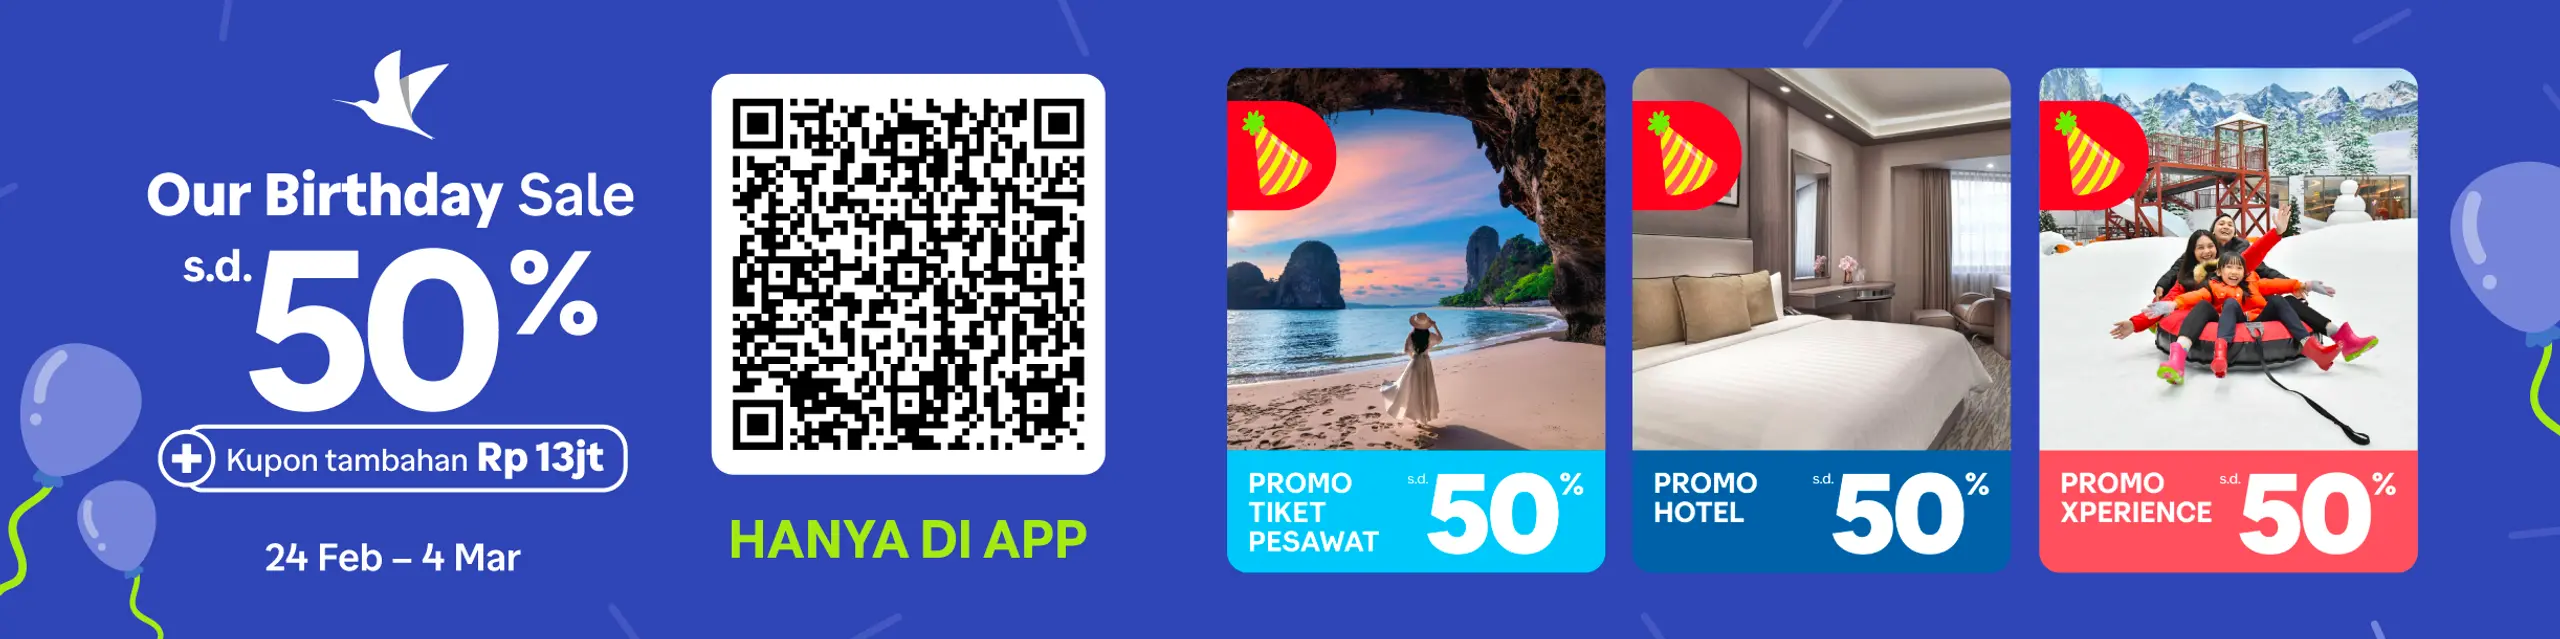 Our Birthday Sale
s.d. 50%
+ Kupon tambahan Rp 13jt
24 Feb – 4 Mar
HANYA DI APP
PROMO
TIKET
PESAWAT
s.d. 50%
PROMO
HOTEL
s.d. 50%
PROMO
XPERIENCE
s.d. 50%